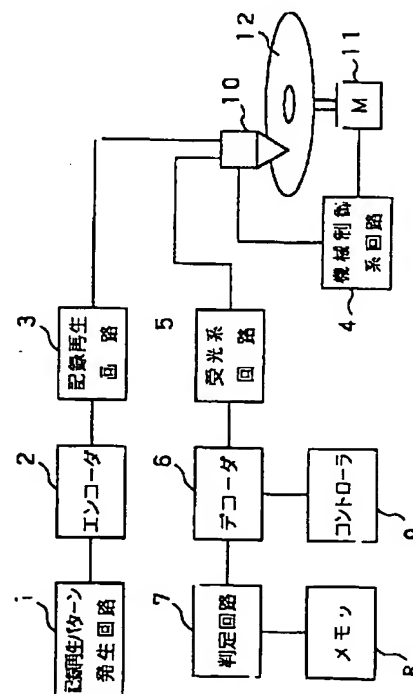 1
記録再生パターン
発生回路
2
エンコーダ
3
記録再生
画路
7
判定回路
6
デコーダ
5
受光系
回路
8
メモッ
9
コントローラ
4
機械制御
系回路
10
12
11
M